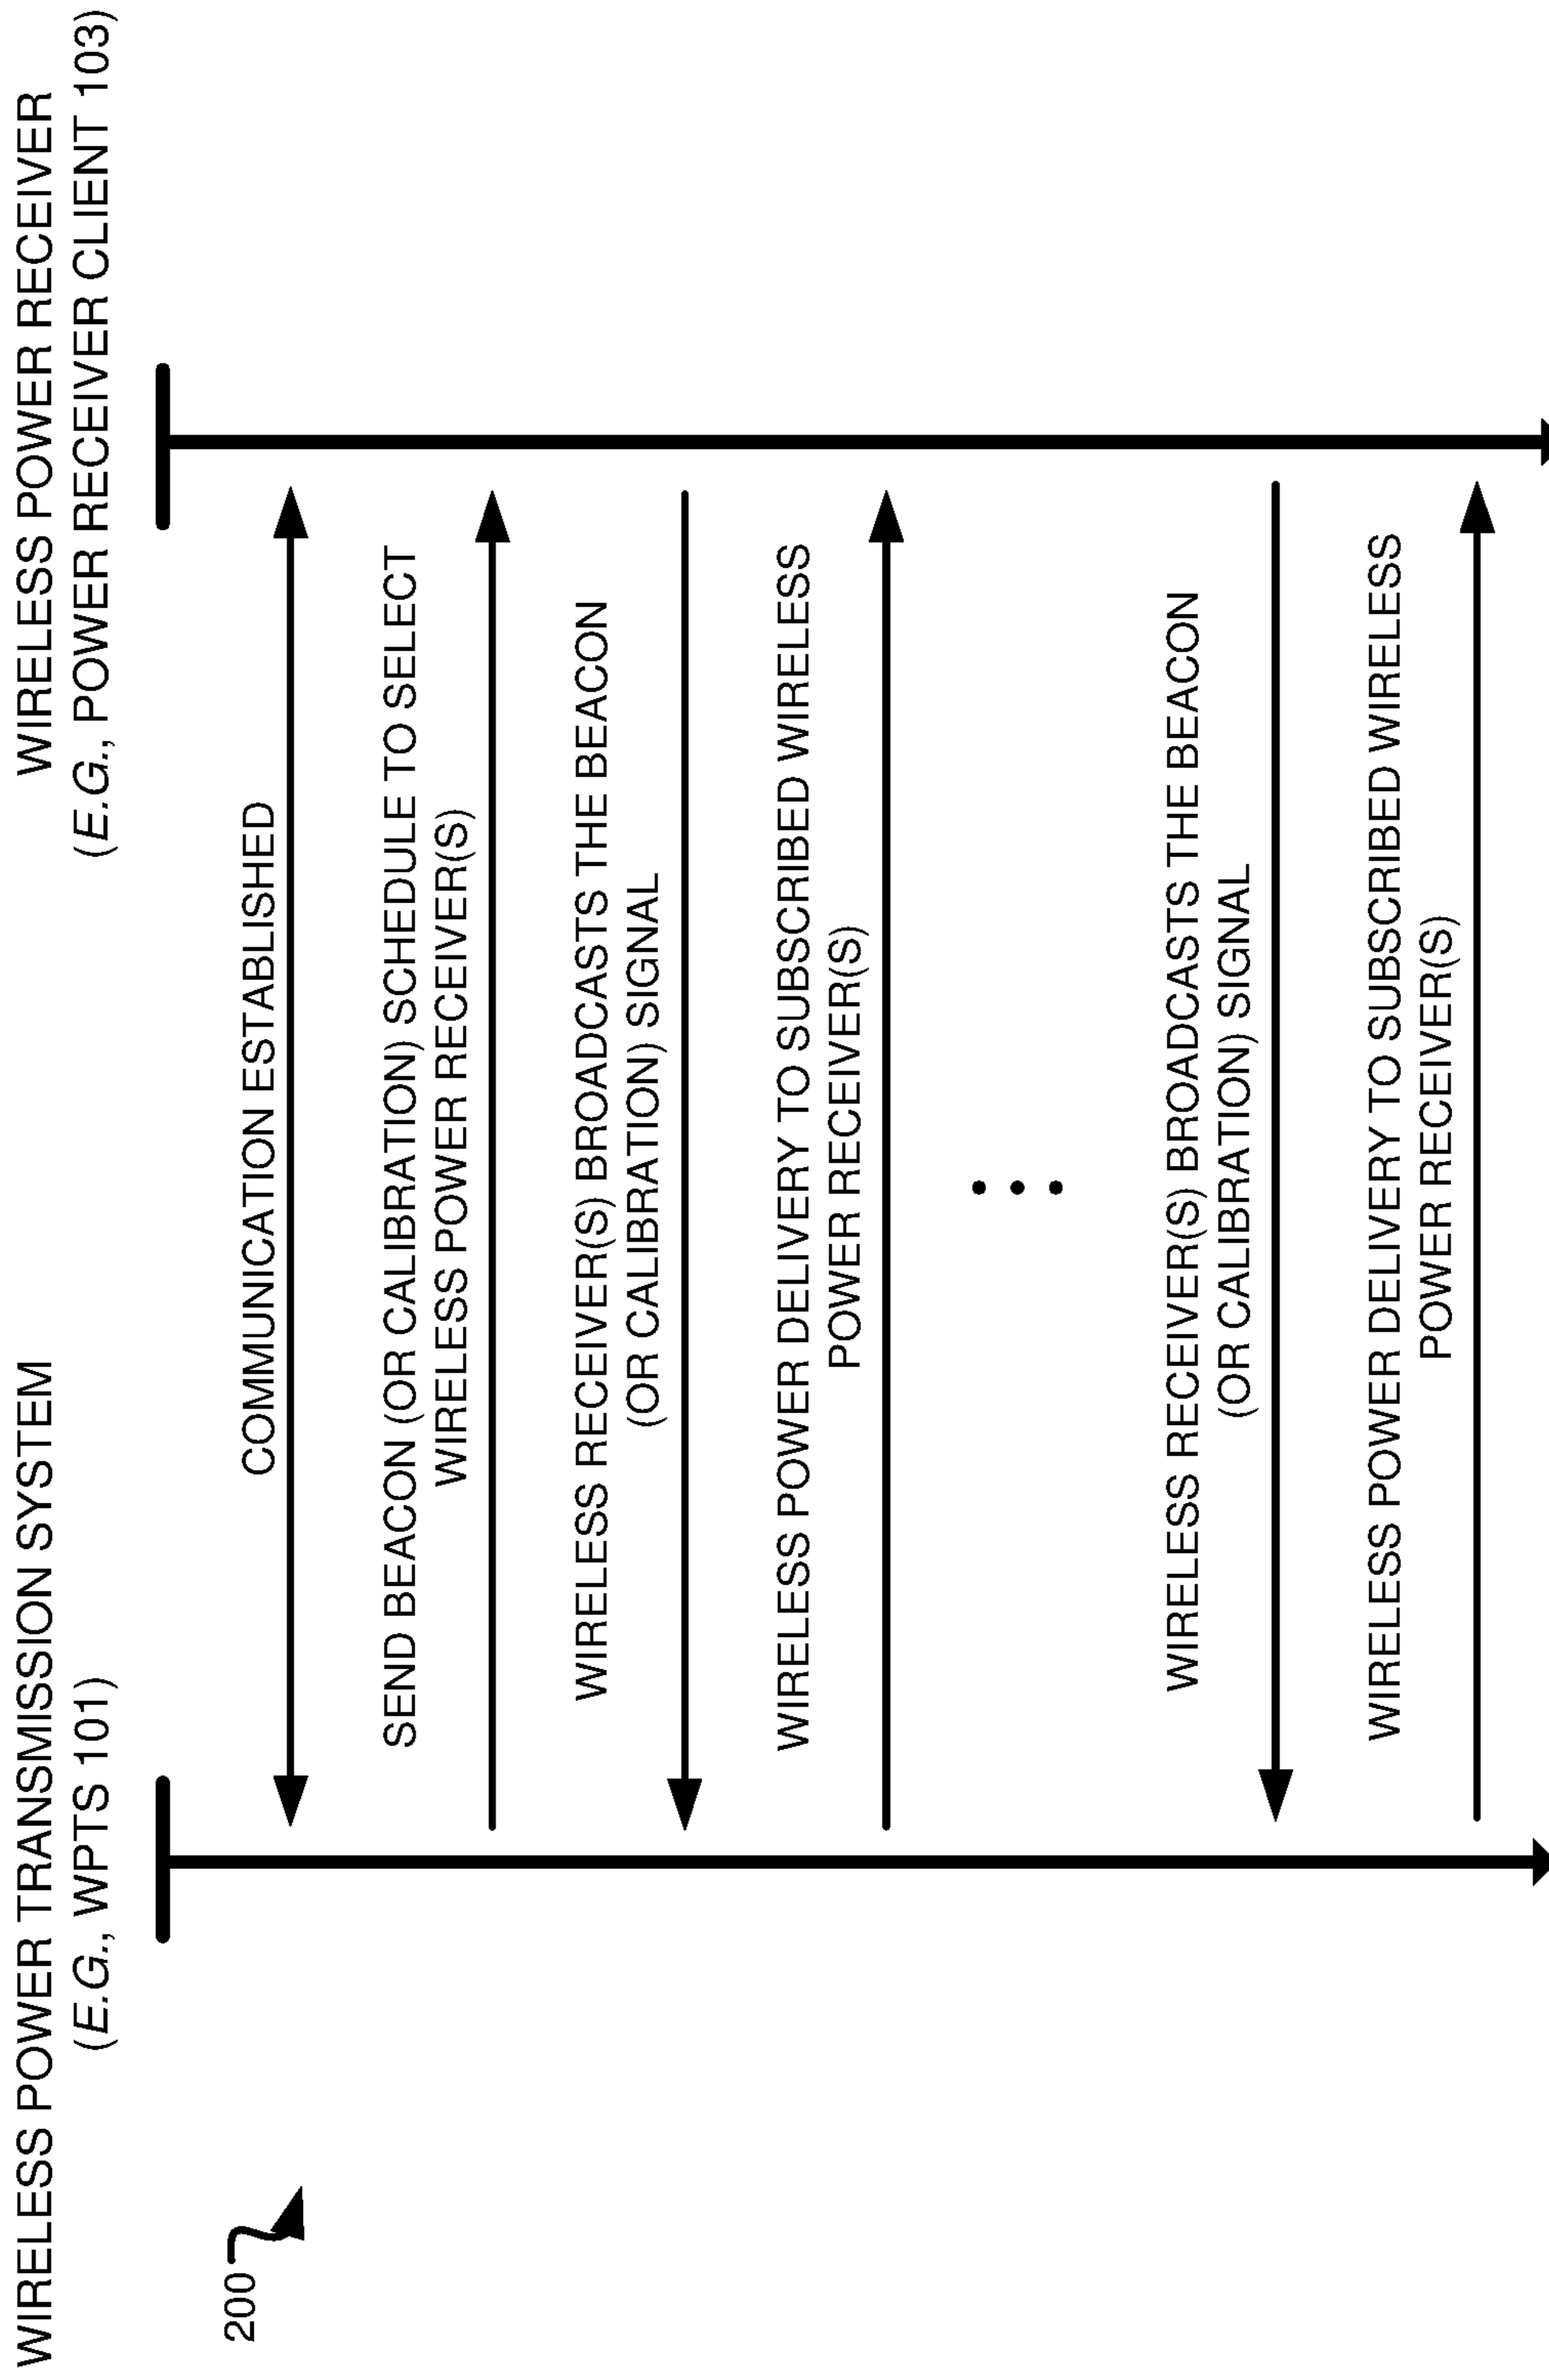 WIRELESS POWER TRANSMISSION SYSTEM
(E.G., WPTS 101)
WIRELESS POWER RECEIVER
(E.G., POWER RECEIVER CLIENT 103)
200
COMMUNICATION ESTABLISHED
SEND BEACON (OR CALIBRATION) SCHEDULE TO SELECT
WIRELESS POWER RECEIVER(S)
WIRELESS RECEIVER(S) BROADCASTS THE BEACON
(OR CALIBRATION) SIGNAL
WIRELESS POWER DELIVERY TO SUBSCRIBED WIRELESS
POWER RECEIVER(S)
WIRELESS RECEIVER(S) BROADCASTS THE BEACON
(OR CALIBRATION) SIGNAL
WIRELESS POWER DELIVERY TO SUBSCRIBED WIRELESS
POWER RECEIVER(S)